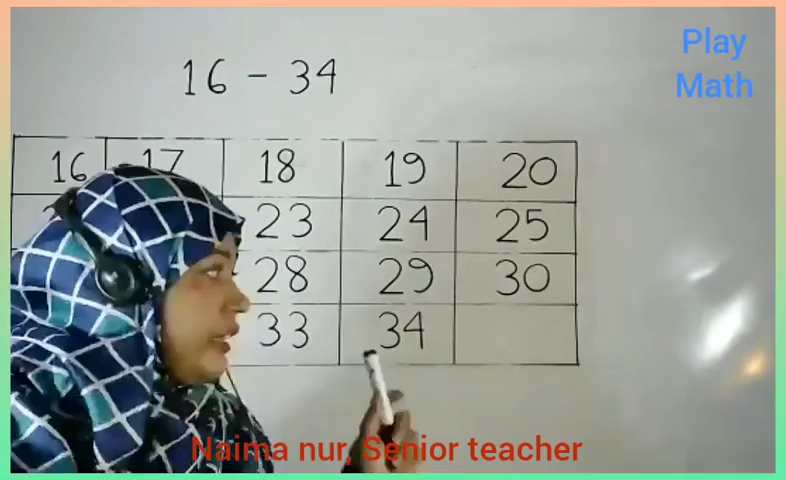 Play
Math
16 - 34
16 17 18 19 20
23 24 25
28 29 30
33 34
Naima nur, Senior teacher